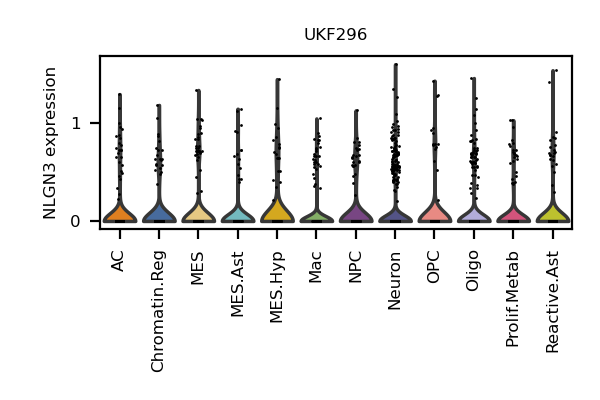 UKF296
NLGN3 expression
1
0
AC
Chromatin.Reg
MES
MES.Ast
MES.Hyp
Mac
NPC
Neuron
OPC
Oligo
Prolif.Metab
Reactive.Ast